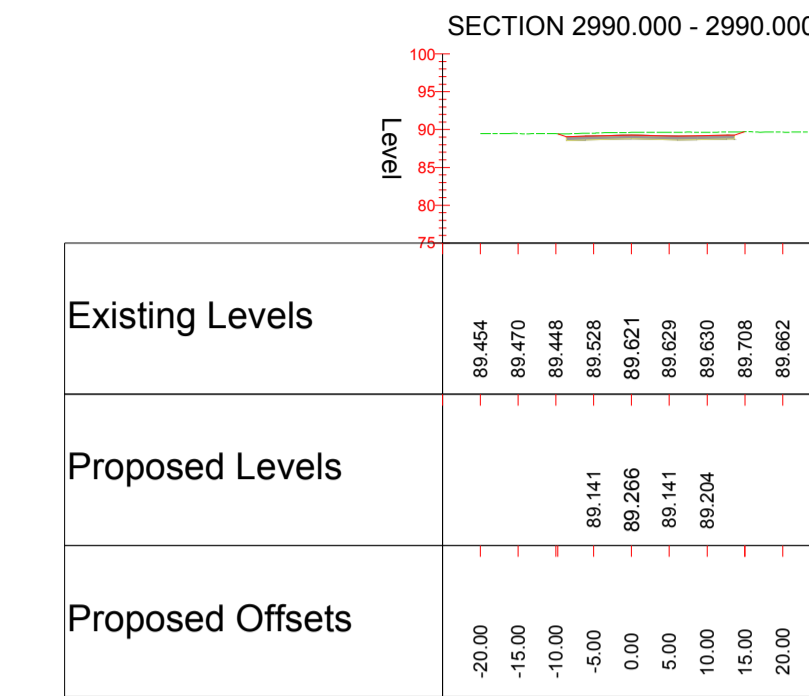 SECTION 2990.000 - 2990.000
100
95
90
85
80
75
Level
Existing Levels
89.454 89.470 89.448 89.528 89.621 89.629 89.630 89.708 89.662
Proposed Levels
89.141 89.266 89.141 89.204
Proposed Offsets
-20.00 -15.00 -10.00 -5.00 0.00 5.00 10.00 15.00 20.00